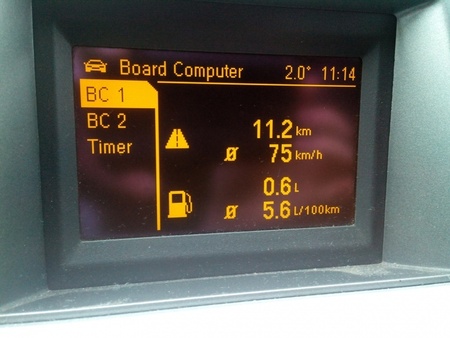 Board Computer 2.0° 11:14
BC 1
BC 2
Timer
11.2 km
Ø 75 km/h
0.6 L
Ø 5.6 L/100km